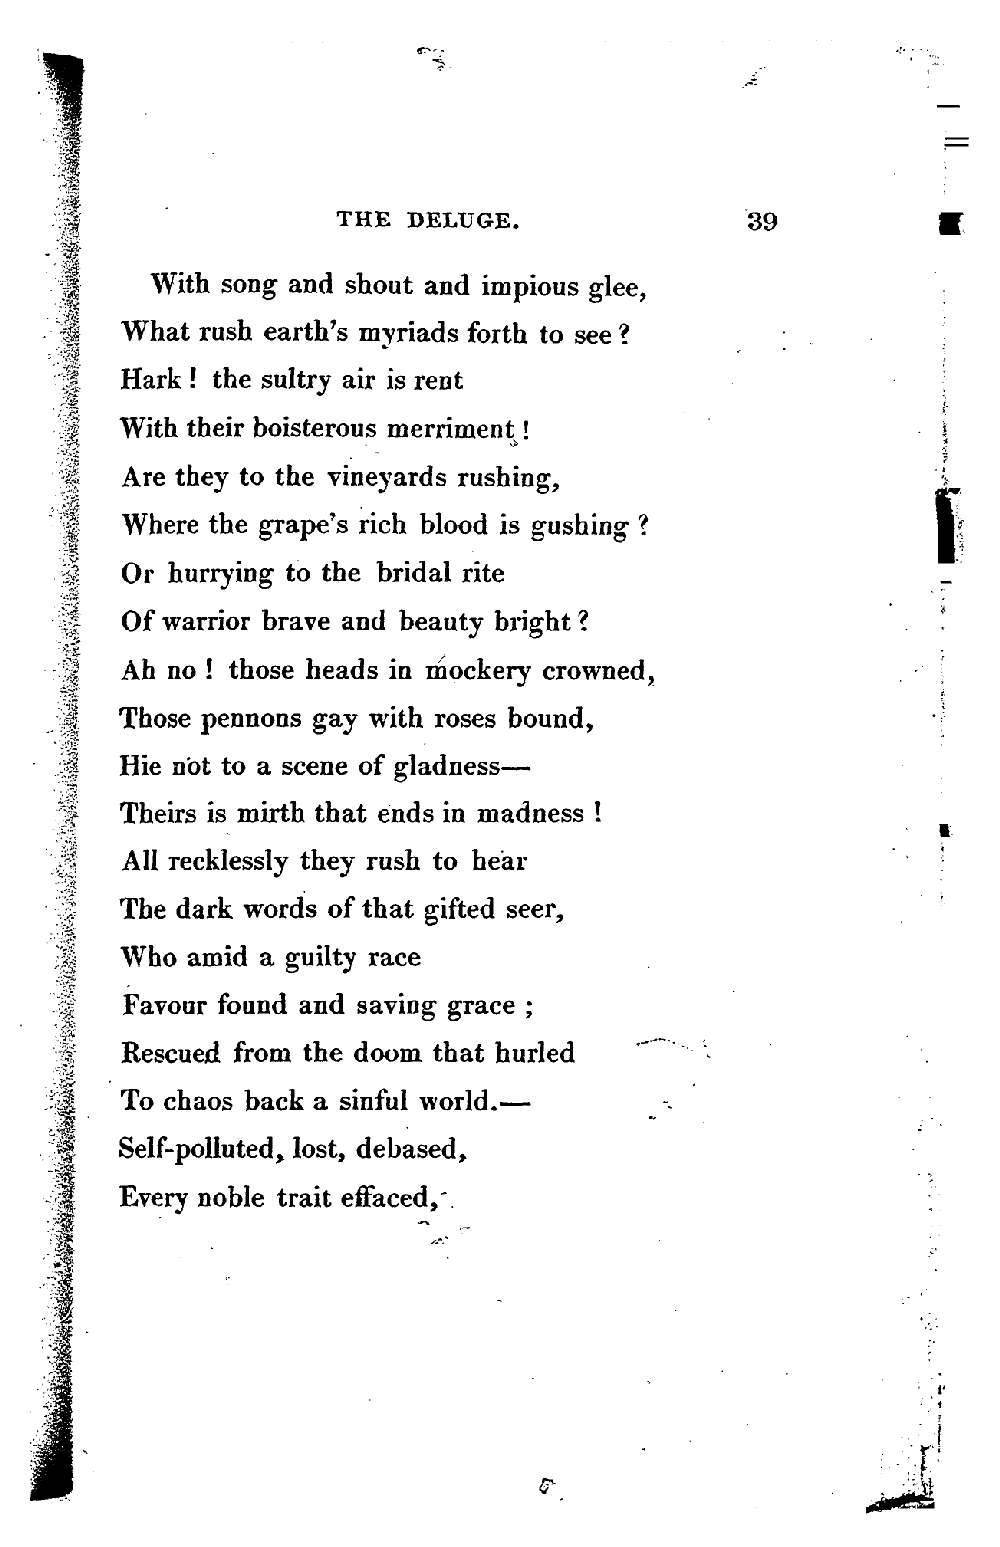 THE DELUGE. 39
With song and shout and impious glee,
What rush earth's myriads forth to see?
Hark! the sultry air is rent
With their boisterous merriment!
Are they to the vineyards rushing,
Where the grape's rich blood is gushing?
Or hurrying to the bridal rite
Of warrior brave and beauty bright?
Ah no! those heads in mockery crowned,
Those pennons gay with roses bound,
Hie not to a scene of gladness—
Theirs is mirth that ends in madness!
All recklessly they rush to hear
The dark words of that gifted seer,
Who amid a guilty race
Favour found and saving grace;
Rescued from the doom that hurled
To chaos back a sinful world.—
Self-polluted, lost, debased,
Every noble trait effaced,